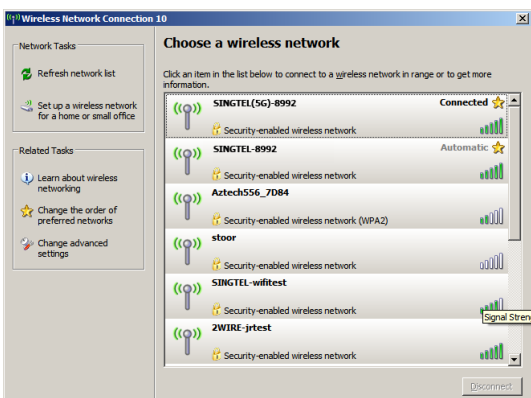 Wireless Network Connection 10
Network Tasks
Refresh network list
Set up a wireless network
for a home or small office
Related Tasks
Learn about wireless
networking
Change the order of
preferred networks
Change advanced
settings
Choose a wireless network
Click an item in the list below to connect to a wireless network in range or to get more
information.
SINGTEL(5G)-8992 Connected
Security-enabled wireless network
SINGTEL-8992 Automatic
Security-enabled wireless network
Aztech556_7D84
Security-enabled wireless network (WPA2)
stoor
Security-enabled wireless network
SINGTEL-wifitest
Security-enabled wireless network
Signal Stren
2WIRE-jrtest
Security-enabled wireless network
Disconnect